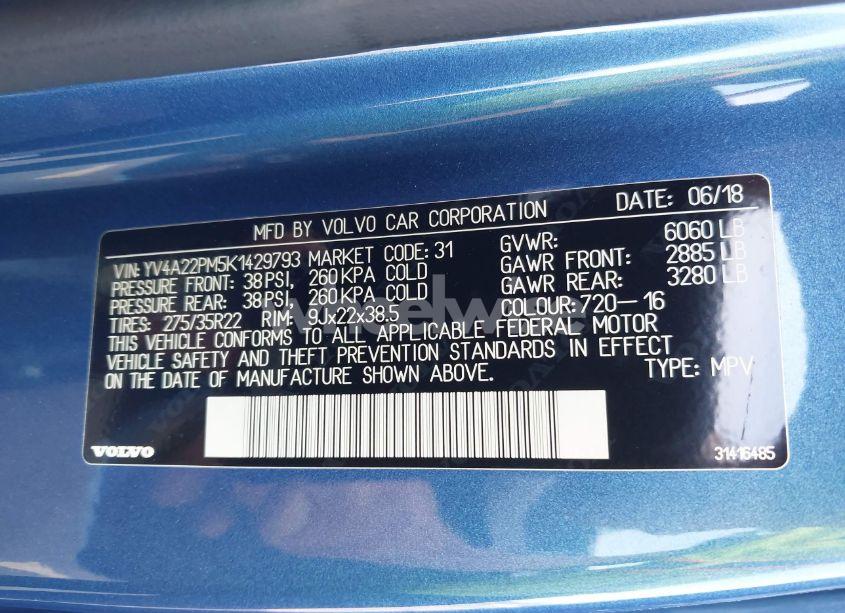 MFD BY VOLVO CAR CORPORATION DATE: 06/18
VIN: YV4A22PM5K1429793 MARKET CODE: 31 GVWR: 6060 LB
PRESSURE FRONT: 38 PSI, 260 KPA COLD GAWR FRONT: 2885 LB
PRESSURE REAR: 38 PSI, 260 KPA COLD GAWR REAR: 3280 LB
TIRES: 275/35R22 RIM: 9Jx22x38.5 COLOUR: 720-16
THIS VEHICLE CONFORMS TO ALL APPLICABLE FEDERAL MOTOR
VEHICLE SAFETY AND THEFT PREVENTION STANDARDS IN EFFECT
ON THE DATE OF MANUFACTURE SHOWN ABOVE. TYPE: MPV
VOLVO 31416485